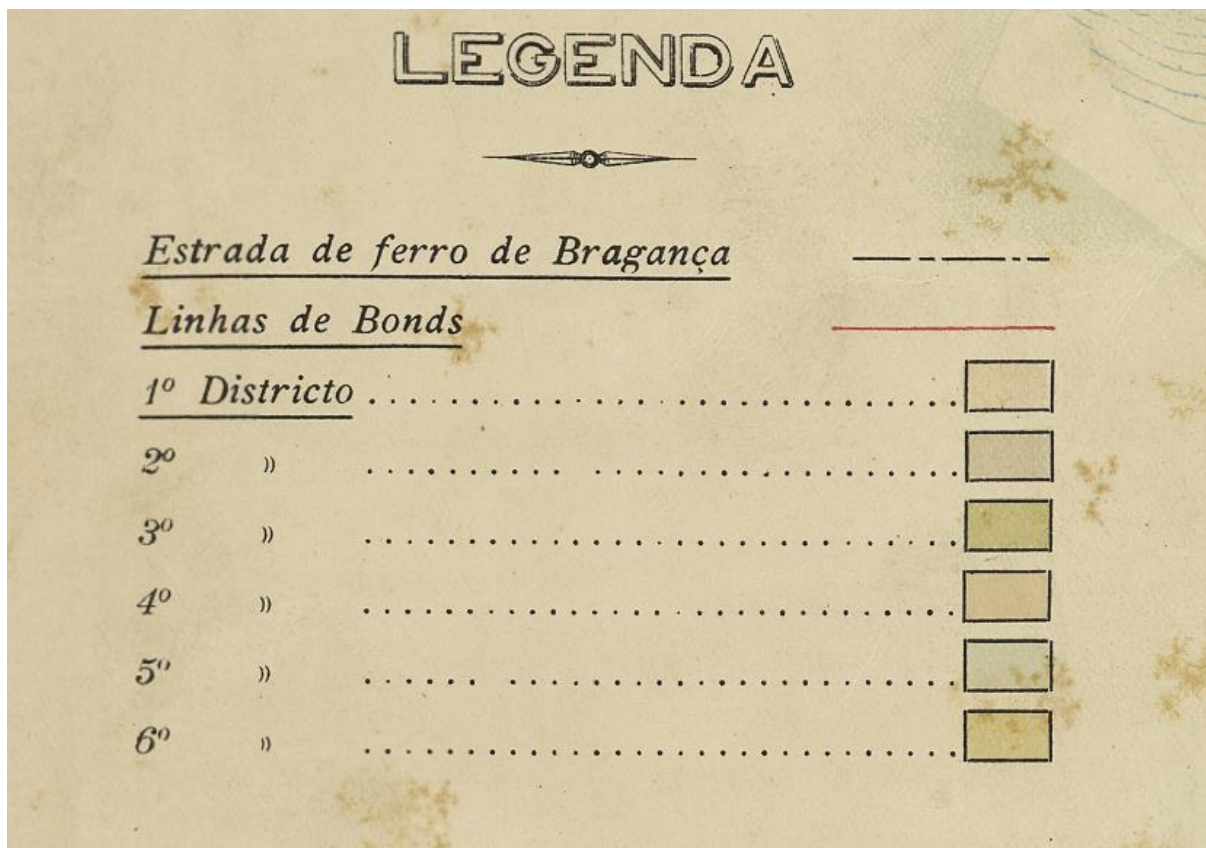 LEGENDA
Estrada de ferro de Bragança
Linhas de Bonds
1º Districto ..............................
2º » ..............................
3º » ..............................
4º » ..............................
5º » ..............................
6º » ..............................